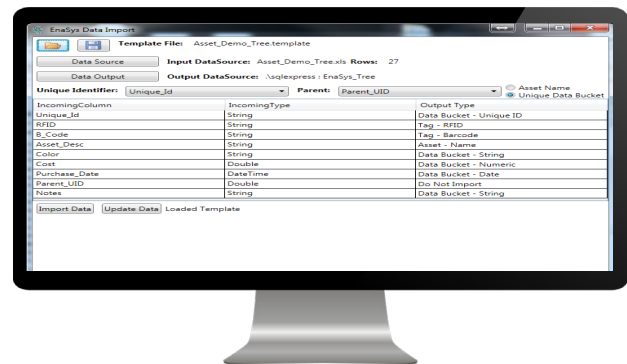 EnaSys Data Import
Template File: Asset_Demo_Tree.template
Data Source Input DataSource: Asset_Demo_Tree.xls Rows: 27
Data Output Output DataSource: .\sqlexpress : EnaSys_Tree
Unique Identifier: Unique_Id Parent: Parent_UID Asset Name
Unique Data Bucket
IncomingColumn IncomingType Output Type
Unique_Id String Data Bucket - Unique ID
RFID String Tag - RFID
B_Code String Tag - Barcode
Asset_Desc String Asset - Name
Color String Data Bucket - String
Cost Double Data Bucket - Numeric
Purchase_Date DateTime Data Bucket - Date
Parent_UID Double Do Not Import
Notes String Data Bucket - String
Import Data Update Data Loaded Template